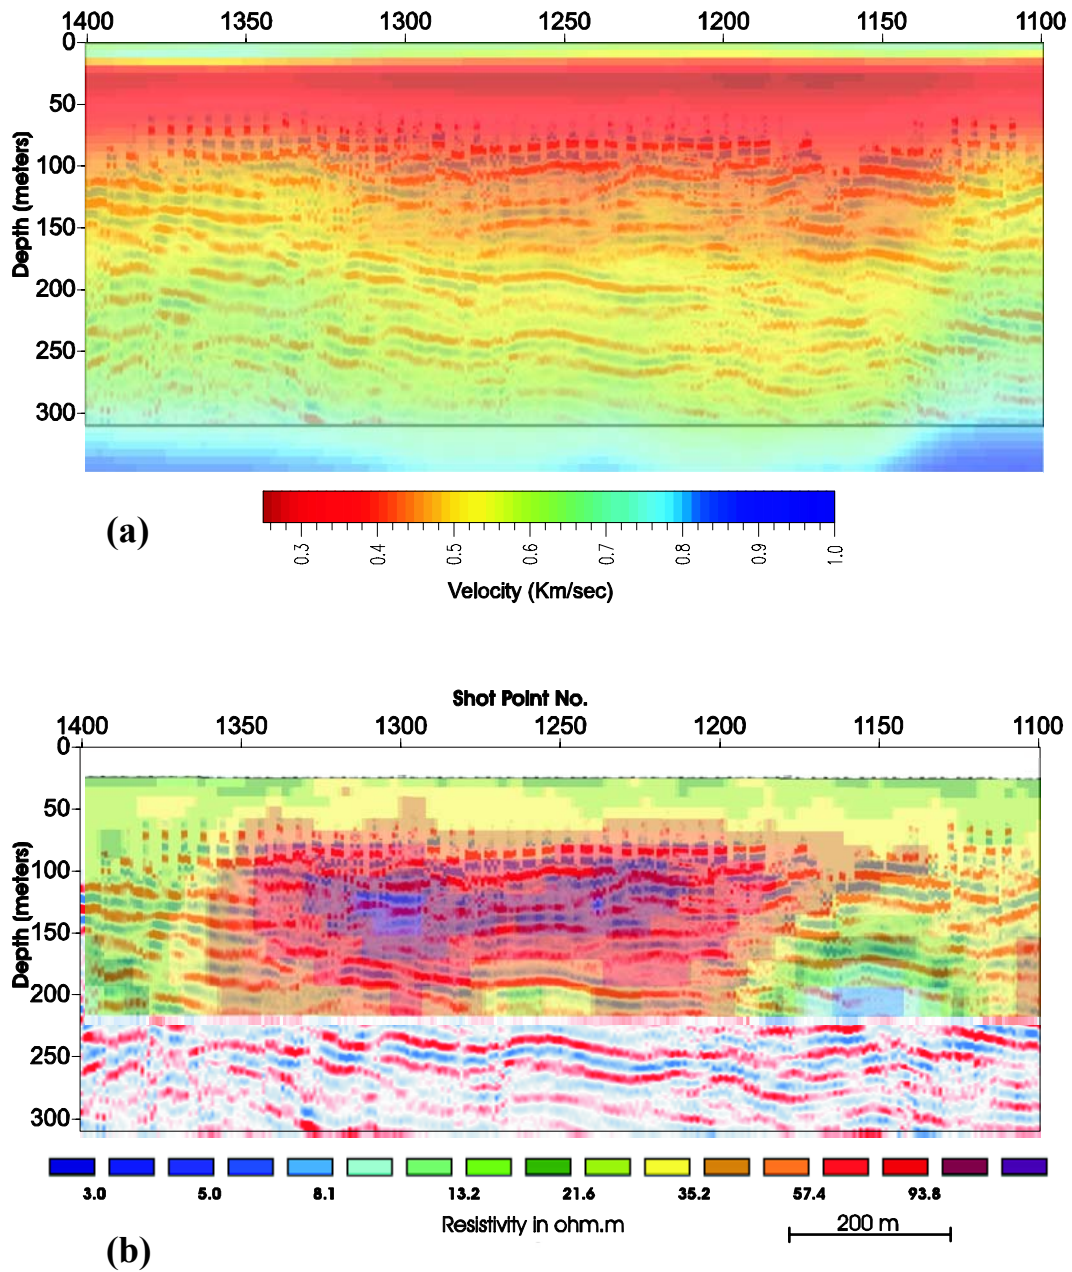 1400 1350 1300 1250 1200 1150 1100
0
50
100
150
200
250
300
Depth (meters)
0.3 0.4 0.5 0.6 0.7 0.8 0.9 1.0
(a)
Velocity (Km/sec)
Shot Point No.
1400 1350 1300 1250 1200 1150 1100
0
50
100
150
200
250
300
Depth (meters)
3.0 5.0 8.1 13.2 21.6 35.2 57.4 93.8
Resistivity in ohm.m
200 m
(b)